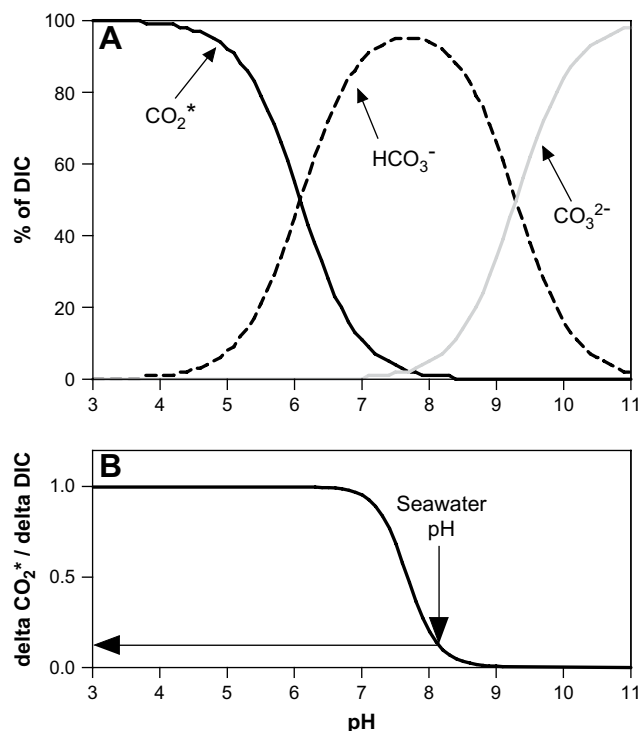 A
100
80
60
40
20
0
% of DIC
CO₂*
HCO₃⁻
CO₃²⁻
3 4 5 6 7 8 9 10 11
B
1.0
0.5
0.0
delta CO₂* / delta DIC
Seawater
pH
3 4 5 6 7 8 9 10 11
pH